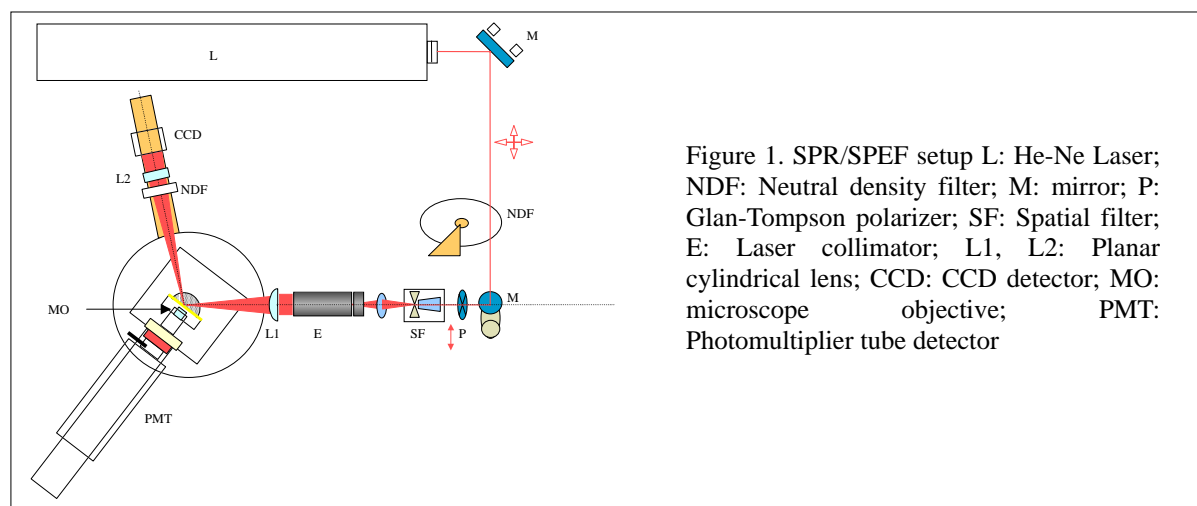 L
M
CCD
L2
NDF
NDF
MO
M
L1
E
SF
P
PMT
Figure 1. SPR/SPEF setup L: He-Ne Laser;
NDF: Neutral density filter; M: mirror; P:
Glan-Tompson polarizer; SF: Spatial filter;
E: Laser collimator; L1, L2: Planar
cylindrical lens; CCD: CCD detector; MO:
microscope objective; PMT:
Photomultiplier tube detector